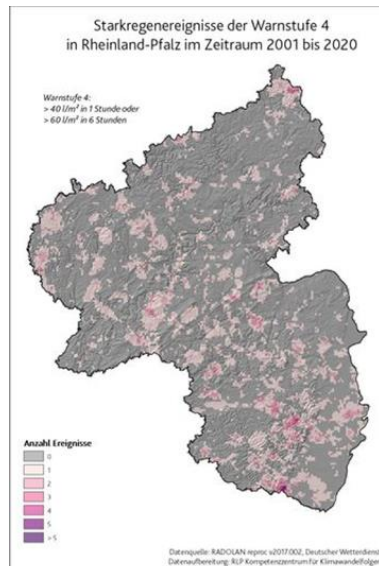 Starkregenereignisse der Warnstufe 4
in Rheinland-Pfalz im Zeitraum 2001 bis 2020
Warnstufe 4:
> 40 l/m² in 1 Stunde oder
> 60 l/m² in 6 Stunden
Anzahl Ereignisse
0
1
2
3
4
5
> 5
Datenquelle: RADOLAN reproc v2017.002, Deutscher Wetterdienst
Datenaufbereitung: RLP Kompetenzzentrum für Klimawandelfolgen